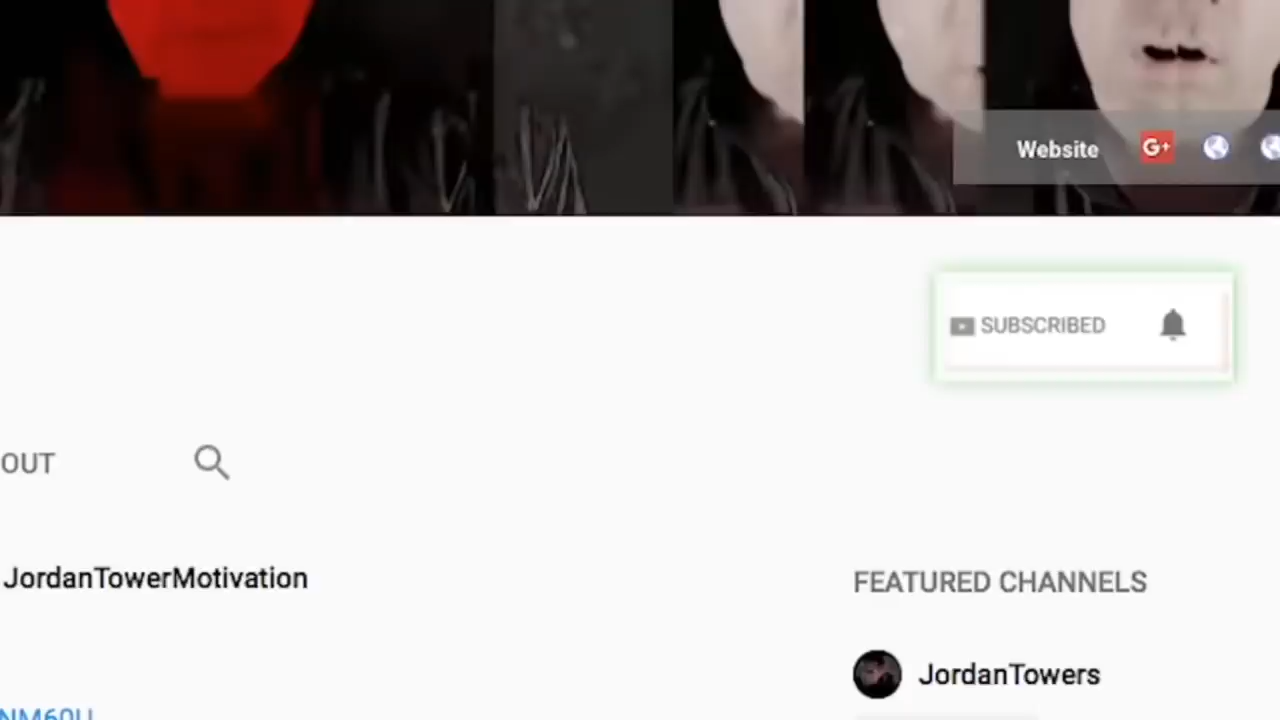 Website G+
SUBSCRIBED
OUT
JordanTowerMotivation
FEATURED CHANNELS
JordanTowers